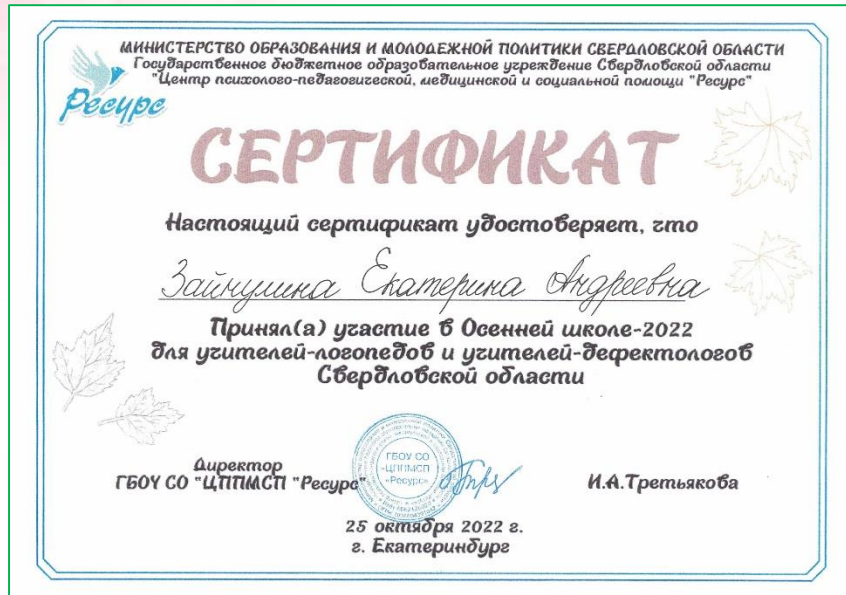 МИНИСТЕРСТВО ОБРАЗОВАНИЯ И МОЛОДЕЖНОЙ ПОЛИТИКИ СВЕРДЛОВСКОЙ ОБЛАСТИ
Государственное бюджетное образовательное учреждение Свердловской области
"Центр психолого-педагогической, медицинской и социальной помощи "Ресурс"
Ресурс
СЕРТИФИКАТ
Настоящий сертификат удостоверяет, что
Зайнулина Екатерина Андреевна
Принял(а) участие в Осенней школе-2022
для учителей-логопедов и учителей-дефектологов
Свердловской области
Директор
ГБОУ СО "ЦППМСП "Ресурс"
ГБОУ СО
«ЦППМСП
«Ресурс»
И.А.Третьякова
25 октября 2022 г.
г. Екатеринбург